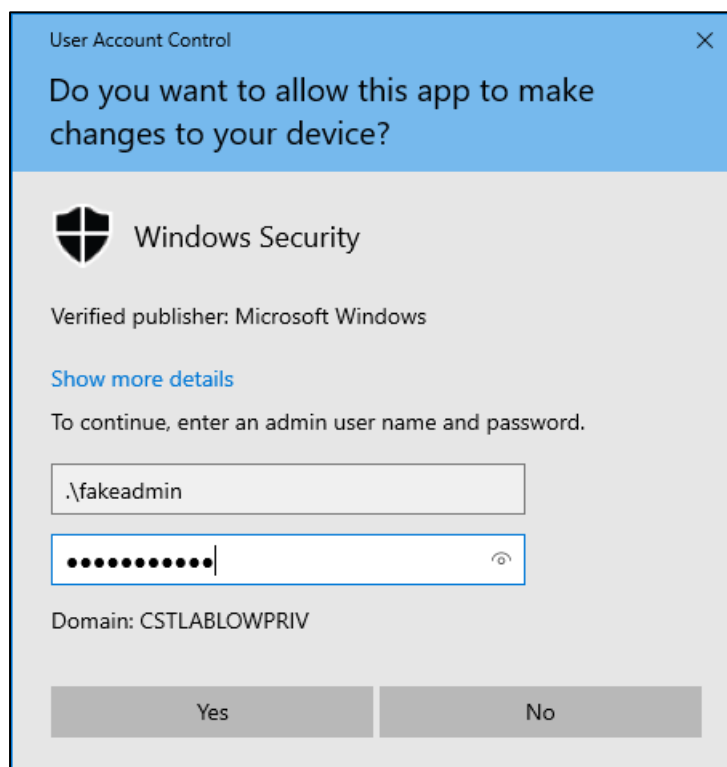 User Account Control
Do you want to allow this app to make
changes to your device?
Windows Security
Verified publisher: Microsoft Windows
Show more details
To continue, enter an admin user name and password.
.\fakeadmin
●●●●●●●●●●●
Domain: CSTLABLOWPRIV
Yes
No